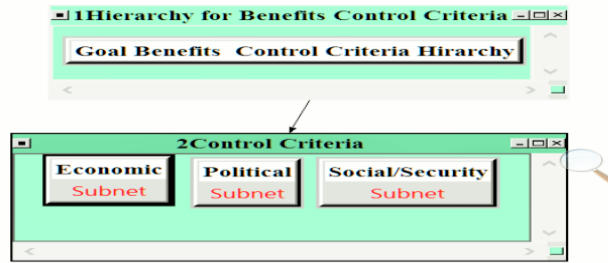 1Hierarchy for Benefits Control Criteria
Goal Benefits Control Criteria Hirarchy
2Control Criteria
Economic
Subnet
Political
Subnet
Social/Security
Subnet